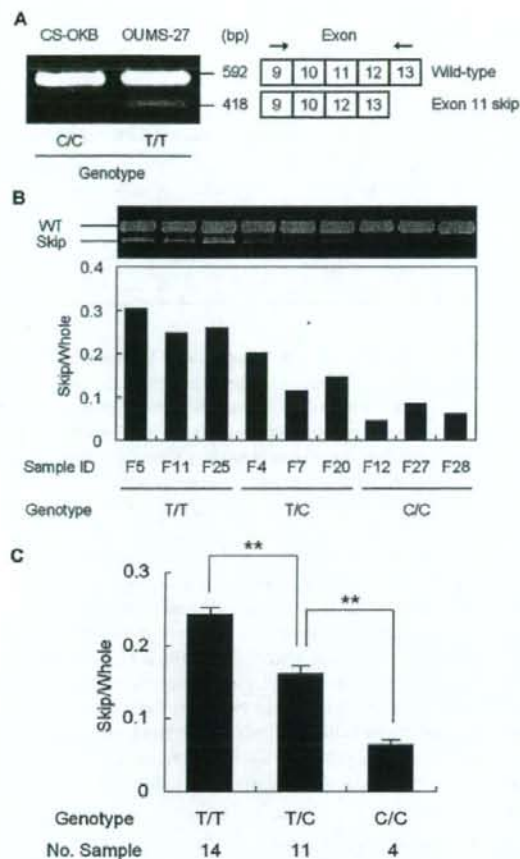 A
CS-OKB OUMS-27 (bp) Exon
592 9 10 11 12 13 Wild-type
418 9 10 12 13 Exon 11 skip
C/C T/T
Genotype
B
WT
Skip
0.4
0.3
0.2
0.1
0
Skip/Whole
Sample ID F5 F11 F25 F4 F7 F20 F12 F27 F28
Genotype T/T T/C C/C
C
** **
0.3
0.2
0.1
0
Skip/Whole
Genotype T/T T/C C/C
No. Sample 14 11 4